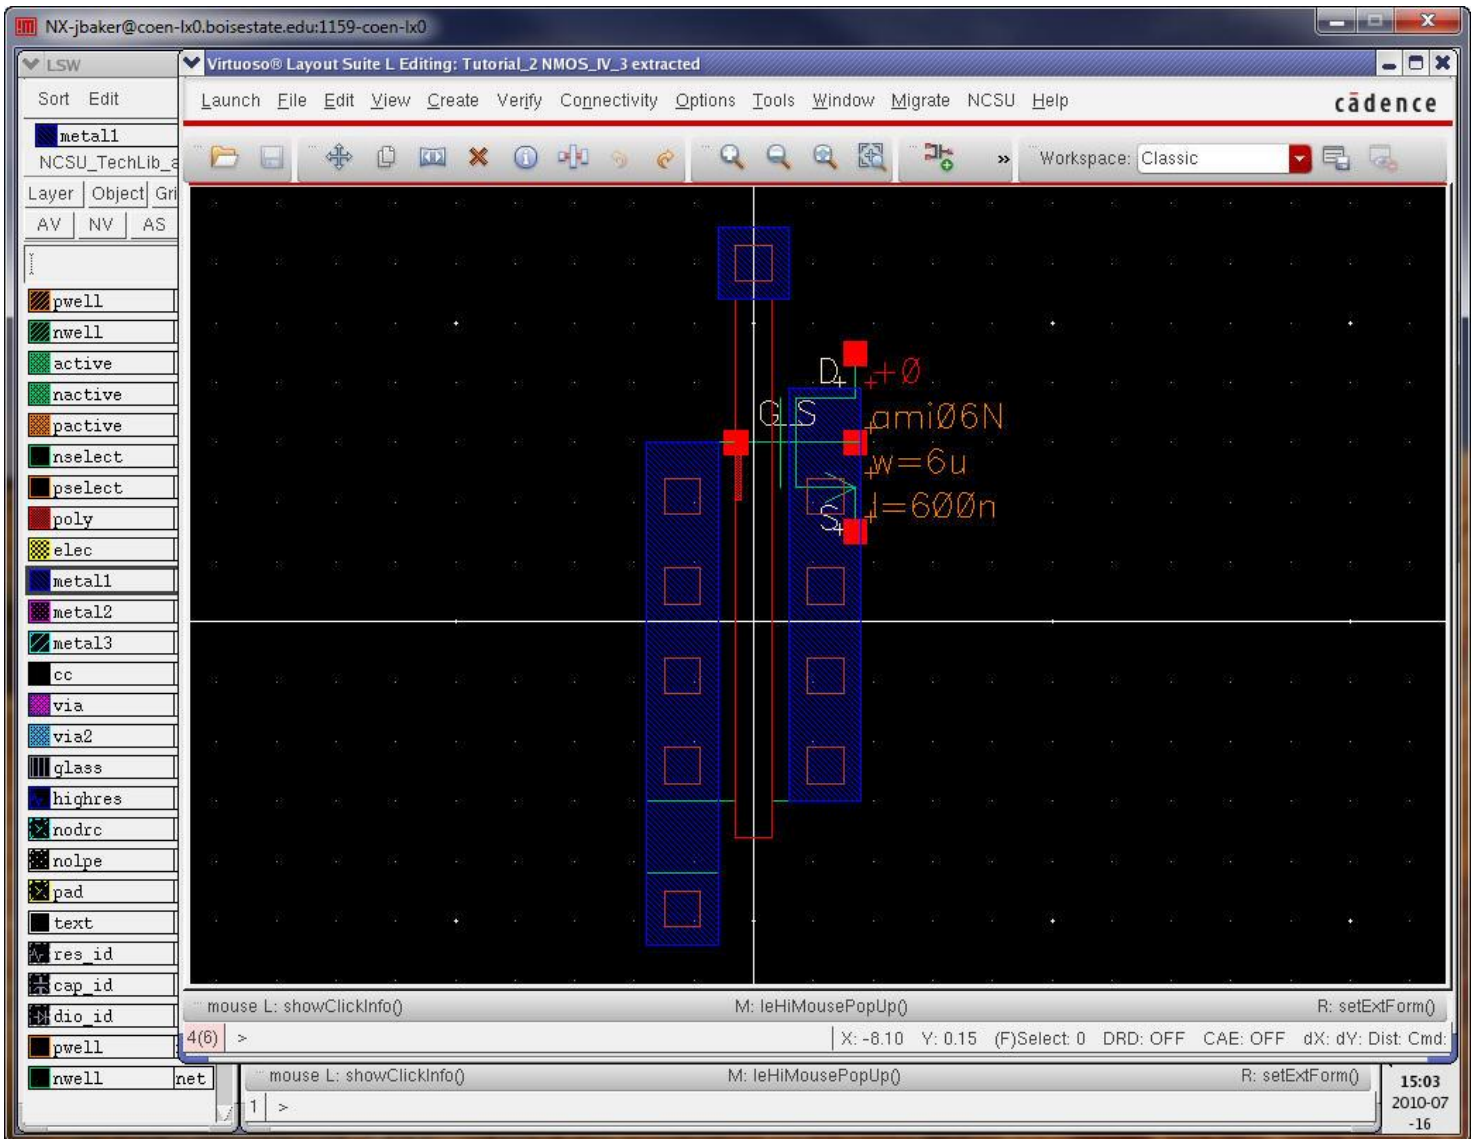 NX-jbaker@coen-lx0.boisestate.edu:1159-coen-lx0
LSW
Sort Edit
metal1
NCSU_TechLib_a
Layer Object Gri
AV NV AS
pwell
nwell
active
nactive
pactive
nselect
pselect
poly
elec
metal1
metal2
metal3
cc
via
via2
glass
highres
nodrc
nolpe
pad
text
res_id
cap_id
dio_id
pwell
nwell net
Virtuoso® Layout Suite L Editing: Tutorial_2 NMOS_IV_3 extracted
Launch File Edit View Create Verify Connectivity Options Tools Window Migrate NCSU Help
cādence
» Workspace: Classic
D +0
G S ami06N
w=6u
S l=600n
mouse L: showClickInfo() M: leHiMousePopUp() R: setExtForm()
4(6) > X: -8.10 Y: 0.15 (F)Select: 0 DRD: OFF CAE: OFF dX: dY: Dist: Cmd:
mouse L: showClickInfo() M: leHiMousePopUp() R: setExtForm()
1 >
15:03
2010-07
-16